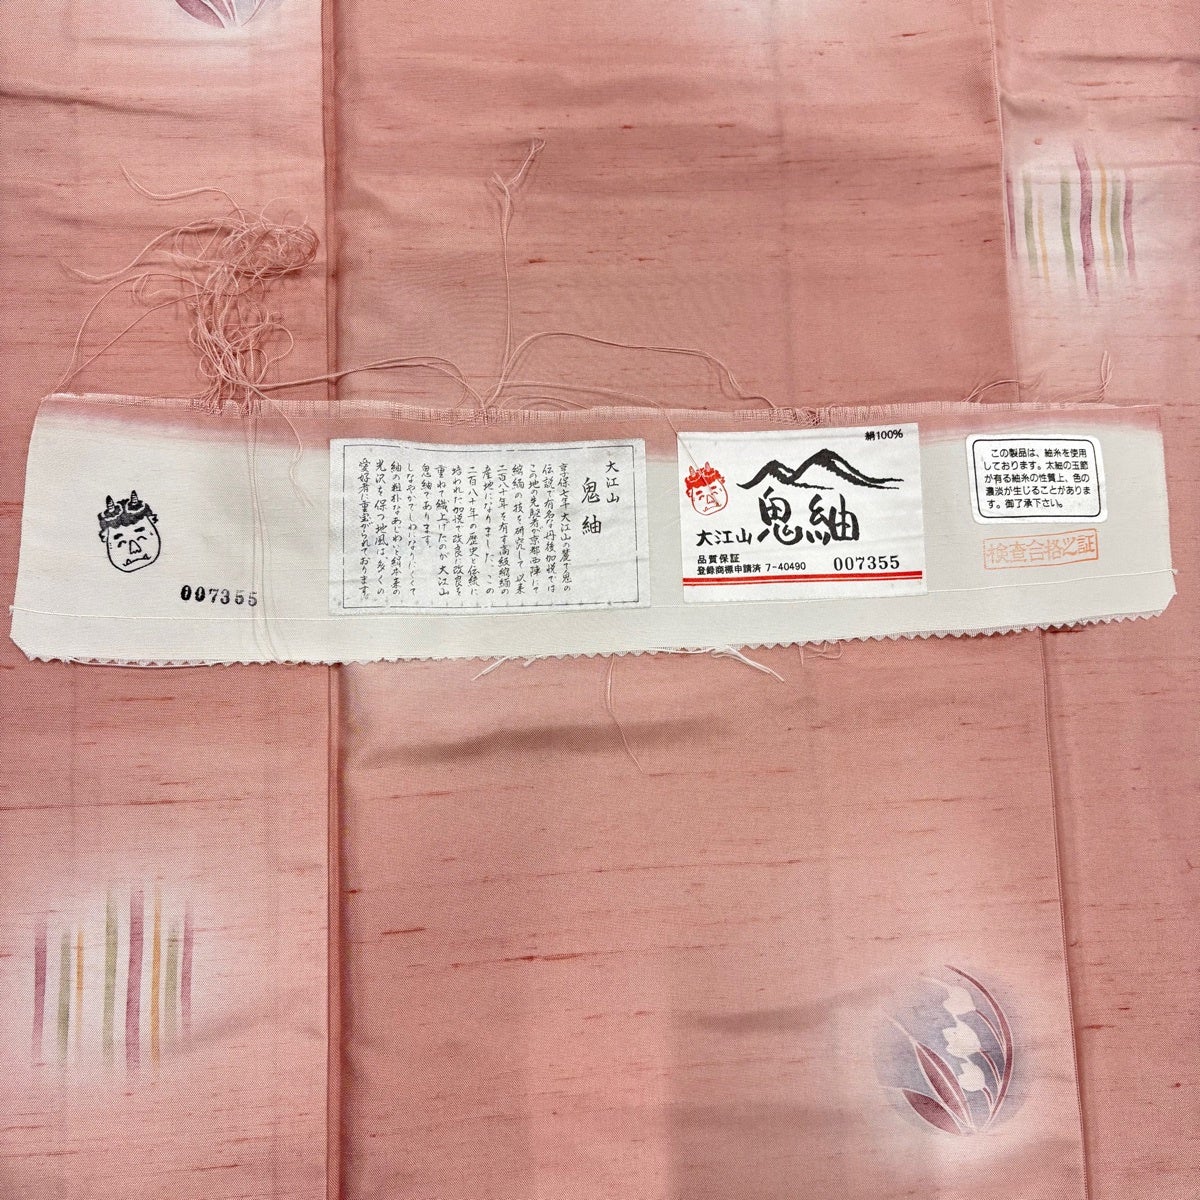 007355
大江山
鬼紬
享保七年 大江山の麓で鬼の
伝説で有名な丹後加悦では
この地の先駆者が京都西陣にて
縮緬の技を研究して以来
二百八十年を有す高級縮緬の
産地になりました。この
二百八十年の歴史と伝統に
培われた加悦で改良に改良を
重ねて織上げたのが大江山
鬼紬であります。
しなやかでしわになりにくくて
紬の粗朴なあじわいと絹本来の
光沢を保つ地風は多くの
愛好者に重宝がられております。
絹100%
大江山 鬼紬
品質保証
登録商標申請済 7-40490 007355
この製品は、紬糸を使用
しております。太細の玉節
が有る紬糸の性質上、色の
濃淡が生じることがありま
す。御了承下さい。
検査合格之証